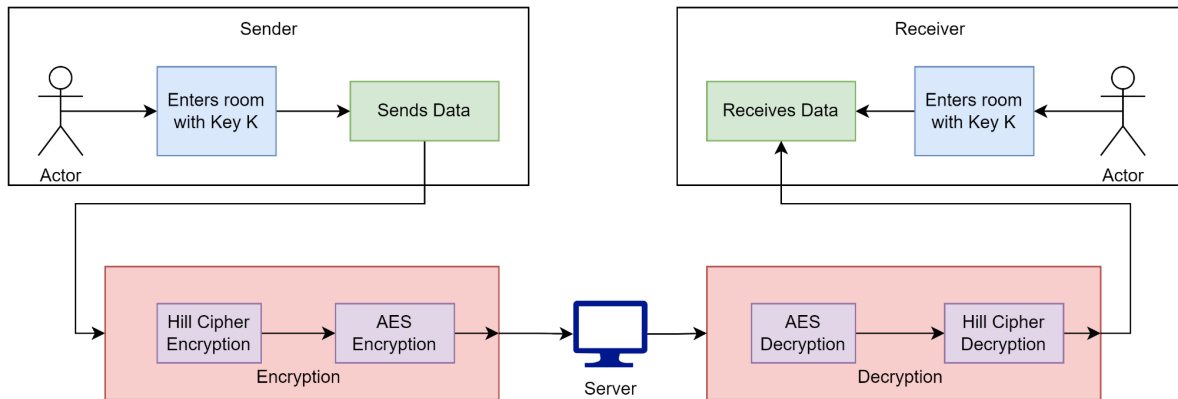 Sender
Enters room
with Key K
Sends Data
Actor
Receiver
Receives Data
Enters room
with Key K
Actor
Hill Cipher
Encryption
AES
Encryption
Encryption
Server
AES
Decryption
Hill Cipher
Decryption
Decryption